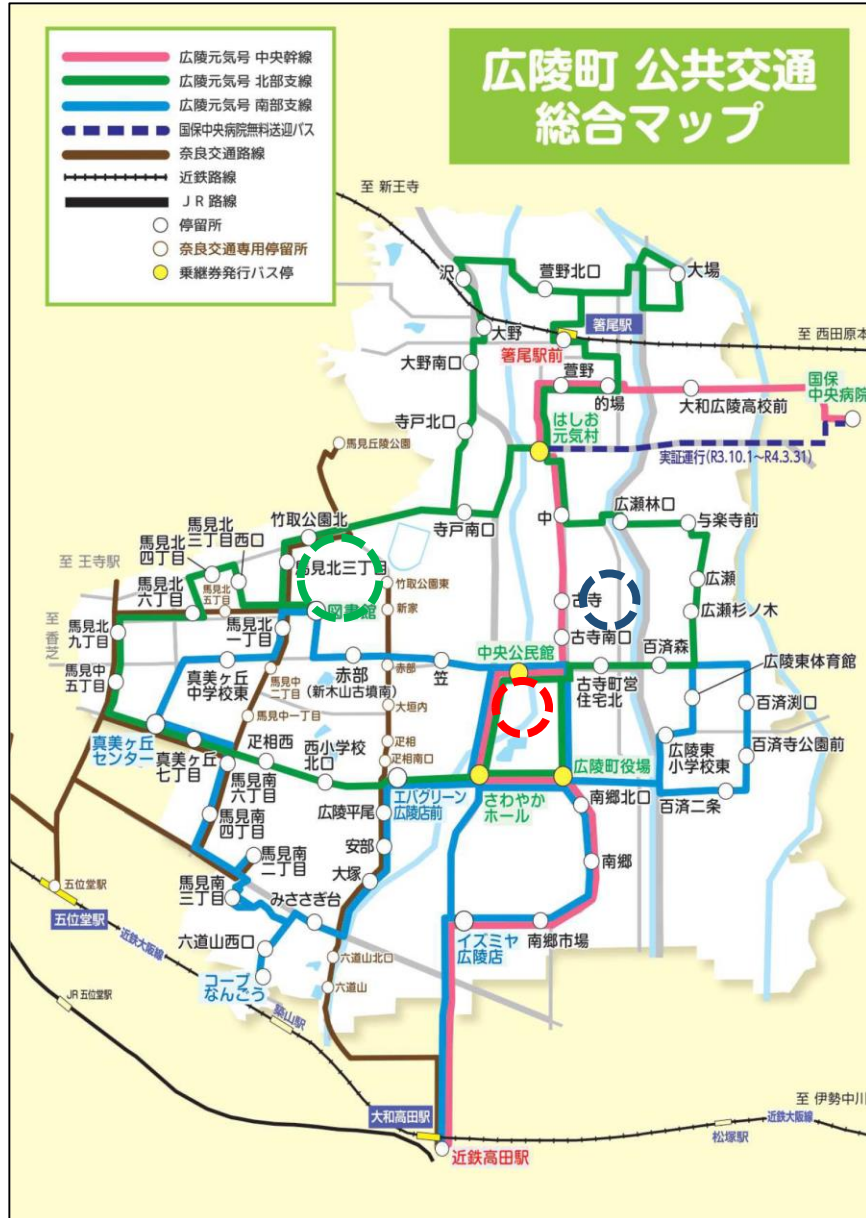 広陵町 公共交通
総合マップ
広陵元気号 中央幹線
広陵元気号 北部支線
広陵元気号 南部支線
国保中央病院無料送迎バス
奈良交通路線
近鉄路線
JR路線
停留所
奈良交通専用停留所
乗継券発行バス停
至 新王寺
沢
萱野北口
大場
大野
箸尾駅
至 西田原本
箸尾駅前
大野南口
萱野
的場
大和広陵高校前
国保
中央病院
寺戸北口
はしお
元気村
馬見丘陵公園
実証運行(R3.10.1~R4.3.31)
竹取公園北
寺戸南口
中
広瀬林口
与楽寺前
馬見北
三丁目西口
馬見北
四丁目
至 王寺駅
馬見北三丁目
竹取公園東
馬見北
六丁目
馬見北
五丁目
図書館
新家
古寺
広瀬
広瀬杉ノ木
至 香芝
馬見北
九丁目
馬見北
一丁目
古寺南口
馬見中
五丁目
真美ヶ丘
中学校東
馬見中
二丁目
赤部
(新木山古墳南)
赤部
笠
中央公民館
古寺町営
住宅北
百済森
広陵東体育館
馬見中一丁目
大垣内
百済渕口
真美ヶ丘
センター
真美ヶ丘
七丁目
疋相西
西小学校
北口
疋相
疋相南口
広陵東
小学校東
百済寺公園前
馬見南
六丁目
エバグリーン
広陵店前
さわやか
ホール
広陵町役場
百済二条
馬見南
四丁目
広陵平尾
南郷北口
馬見南
二丁目
安部
南郷
馬見南
三丁目
大塚
五位堂駅
五位堂駅
みささぎ台
イズミヤ
広陵店
南郷市場
近鉄大阪線
六道山西口
六道山北口
コープ
なんごう
六道山
JR五位堂駅
築山駅
大和高田駅
至 伊勢中川
近鉄大阪線
松塚駅
近鉄高田駅